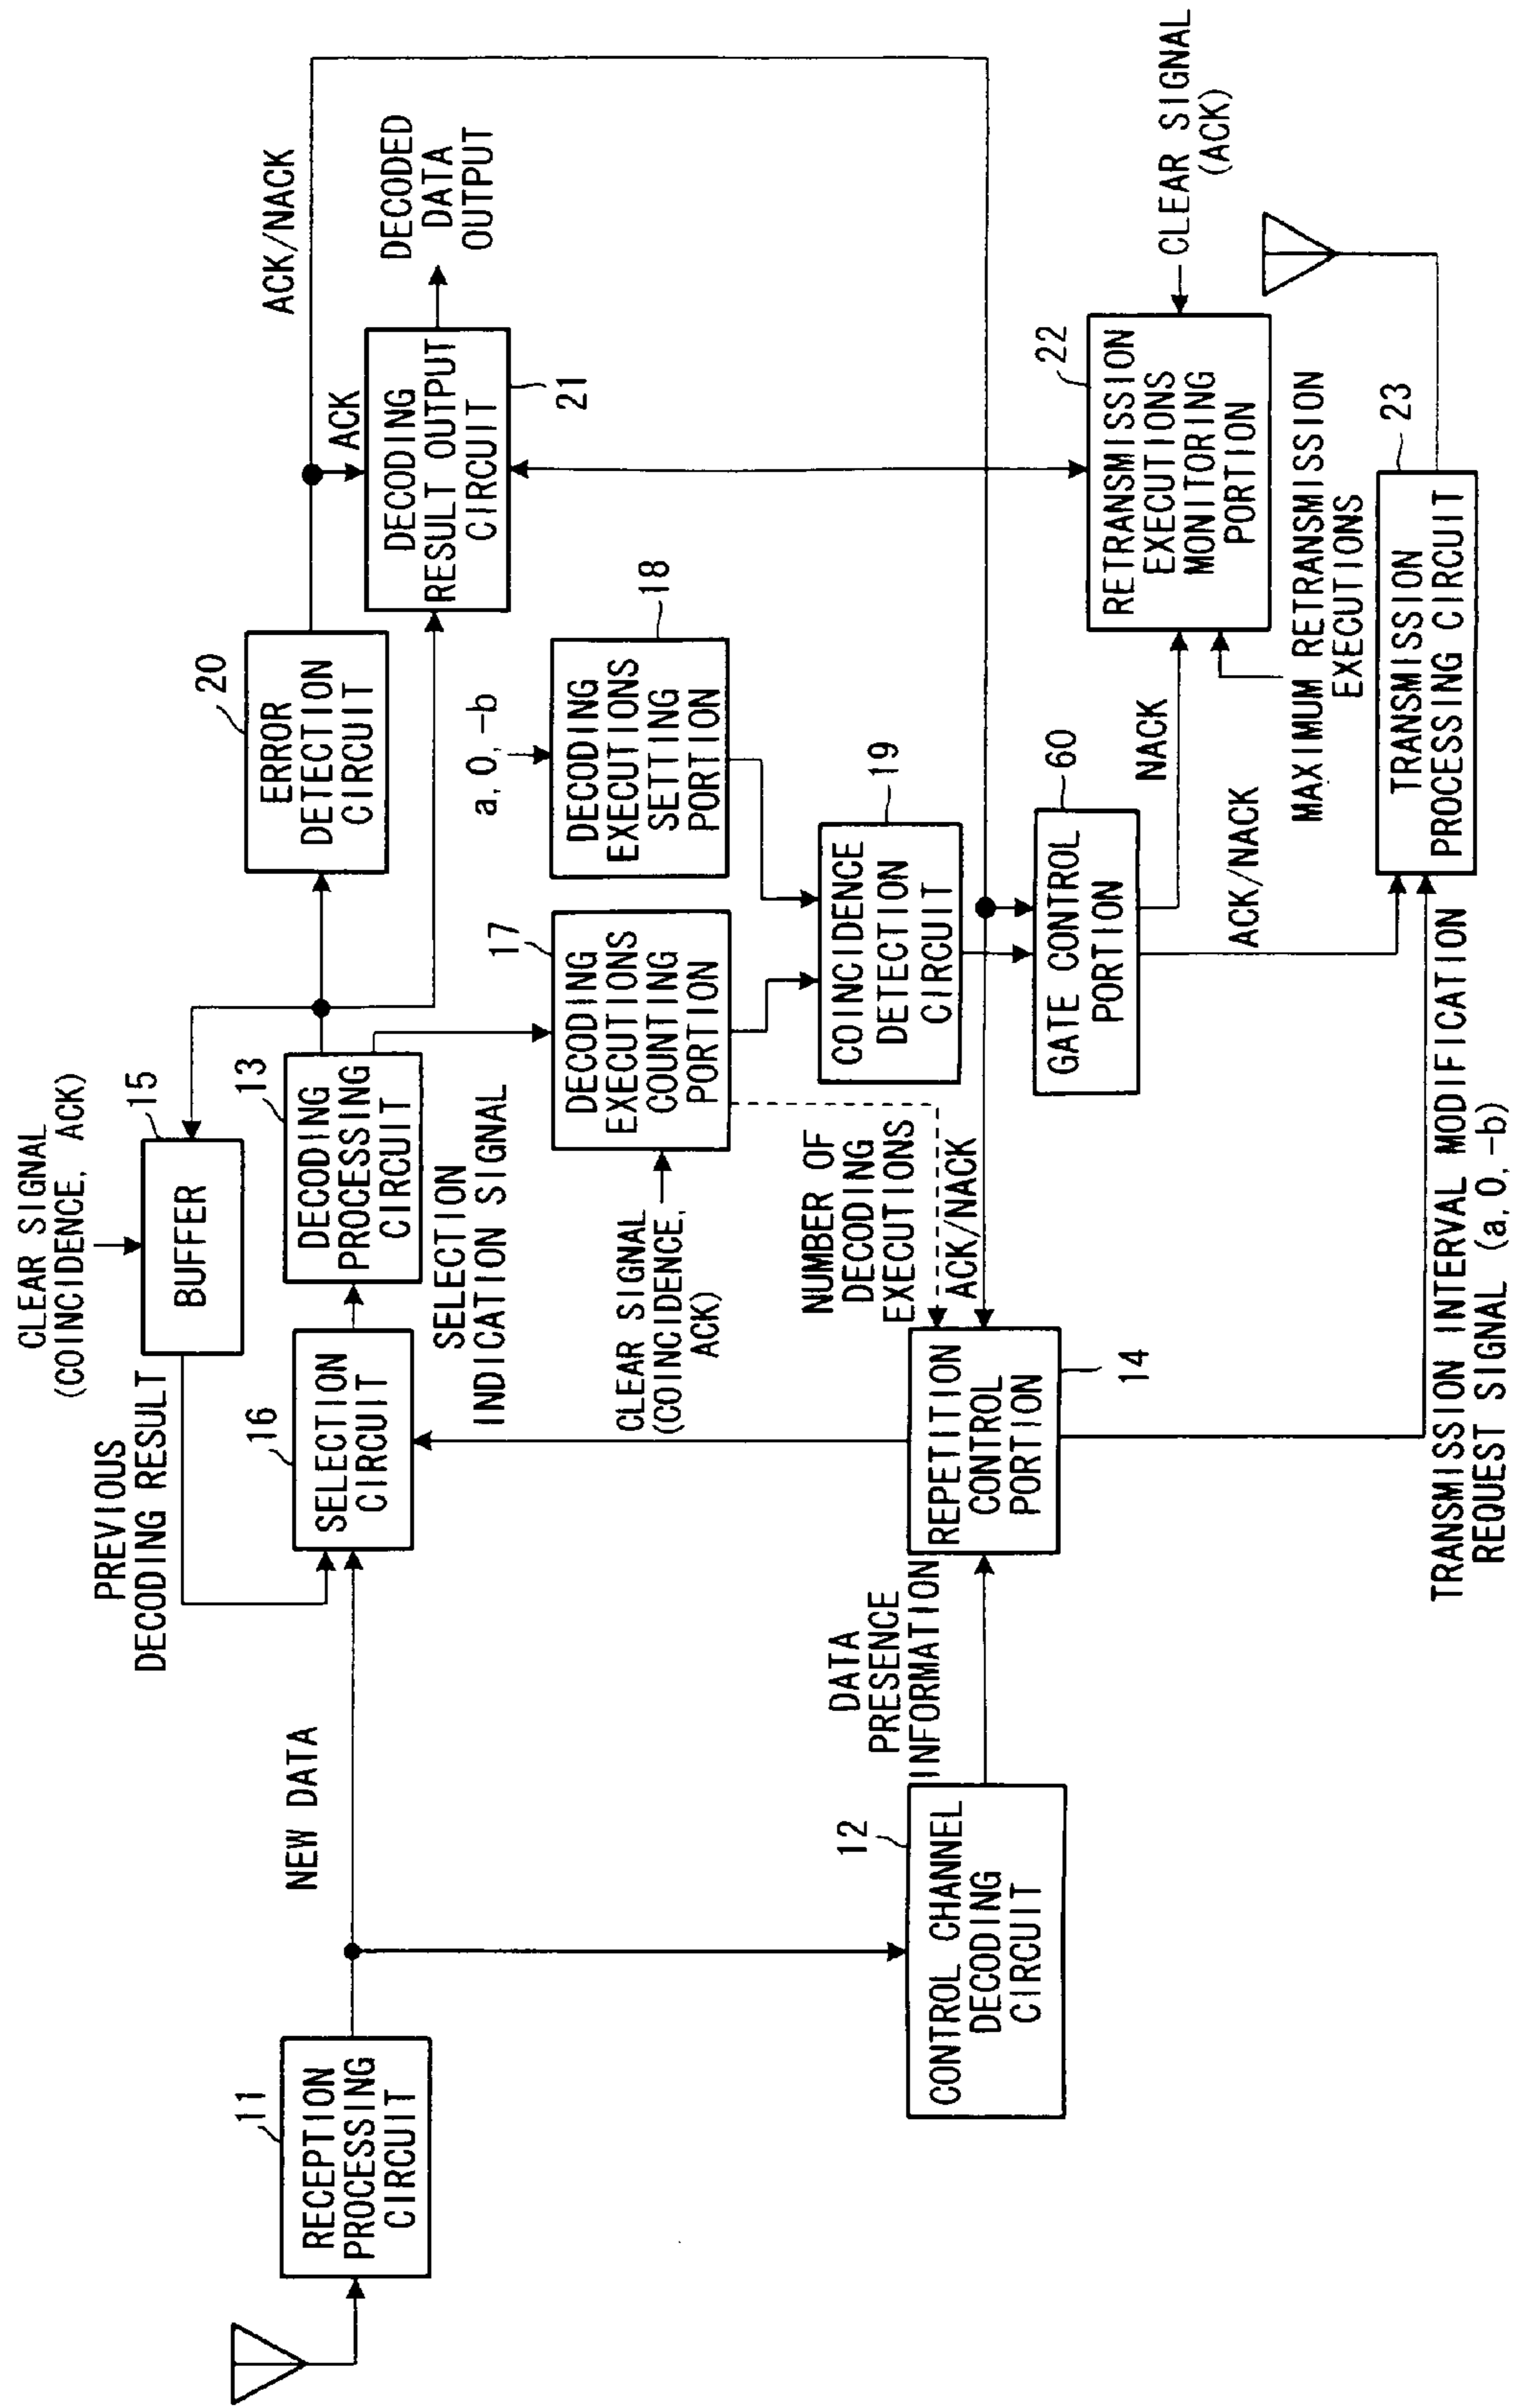 11
RECEPTION
PROCESSING
CIRCUIT
NEW DATA
12
CONTROL CHANNEL
DECODING
CIRCUIT
DATA
PRESENCE
INFORMATION
PREVIOUS
DECODING RESULT
CLEAR SIGNAL
(COINCIDENCE, ACK)
15
BUFFER
16
SELECTION
CIRCUIT
13
DECODING
PROCESSING
CIRCUIT
SELECTION
INDICATION SIGNAL
CLEAR SIGNAL
(COINCIDENCE,
ACK)
17
DECODING
EXECUTIONS
COUNTING
PORTION
NUMBER OF
DECODING
EXECUTIONS
ACK/NACK
REPETITION
CONTROL
PORTION
14
TRANSMISSION INTERVAL MODIFICATION
REQUEST SIGNAL (a, 0, -b)
20
ERROR
DETECTION
CIRCUIT
a, 0, -b
DECODING
EXECUTIONS
SETTING
PORTION
18
COINCIDENCE
DETECTION
CIRCUIT
19
GATE CONTROL
PORTION
60
NACK
ACK/NACK
ACK/NACK
ACK
DECODING
RESULT OUTPUT
CIRCUIT
21
DECODED
DATA
OUTPUT
22
RETRANSMISSION
EXECUTIONS
MONITORING
PORTION
CLEAR SIGNAL
(ACK)
MAXIMUM RETRANSMISSION
EXECUTIONS
23
TRANSMISSION
PROCESSING CIRCUIT